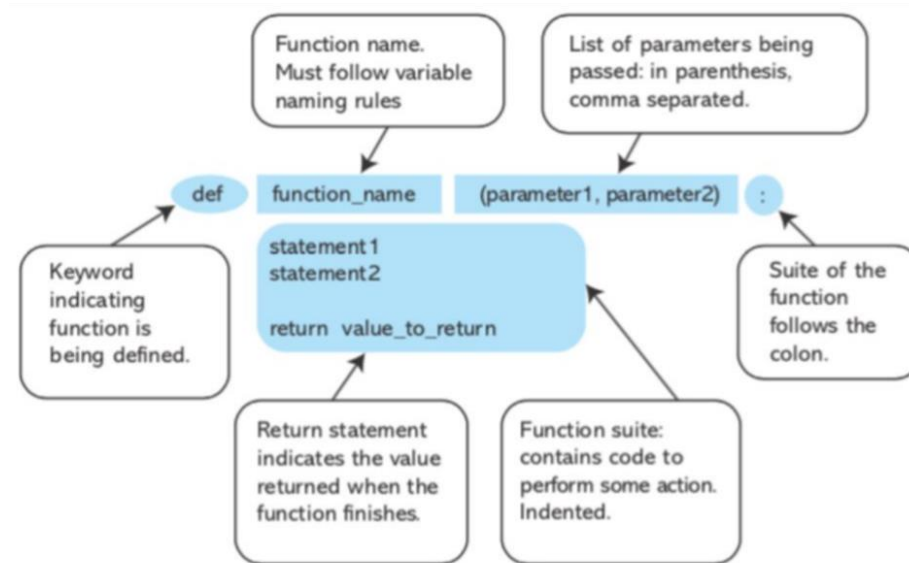 Function name.
Must follow variable
naming rules
List of parameters being
passed: in parenthesis,
comma separated.
def function_name (parameter1, parameter2) :
statement1
statement2
return value_to_return
Keyword
indicating
function is
being defined.
Suite of the
function
follows the
colon.
Return statement
indicates the value
returned when the
function finishes.
Function suite:
contains code to
perform some action.
Indented.